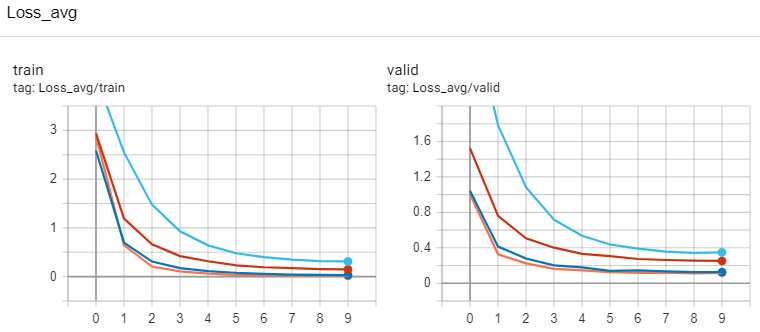 Loss_avg
train
tag: Loss_avg/train
3
2
1
0
0 1 2 3 4 5 6 7 8 9
valid
tag: Loss_avg/valid
1.6
1.2
0.8
0.4
0
0 1 2 3 4 5 6 7 8 9